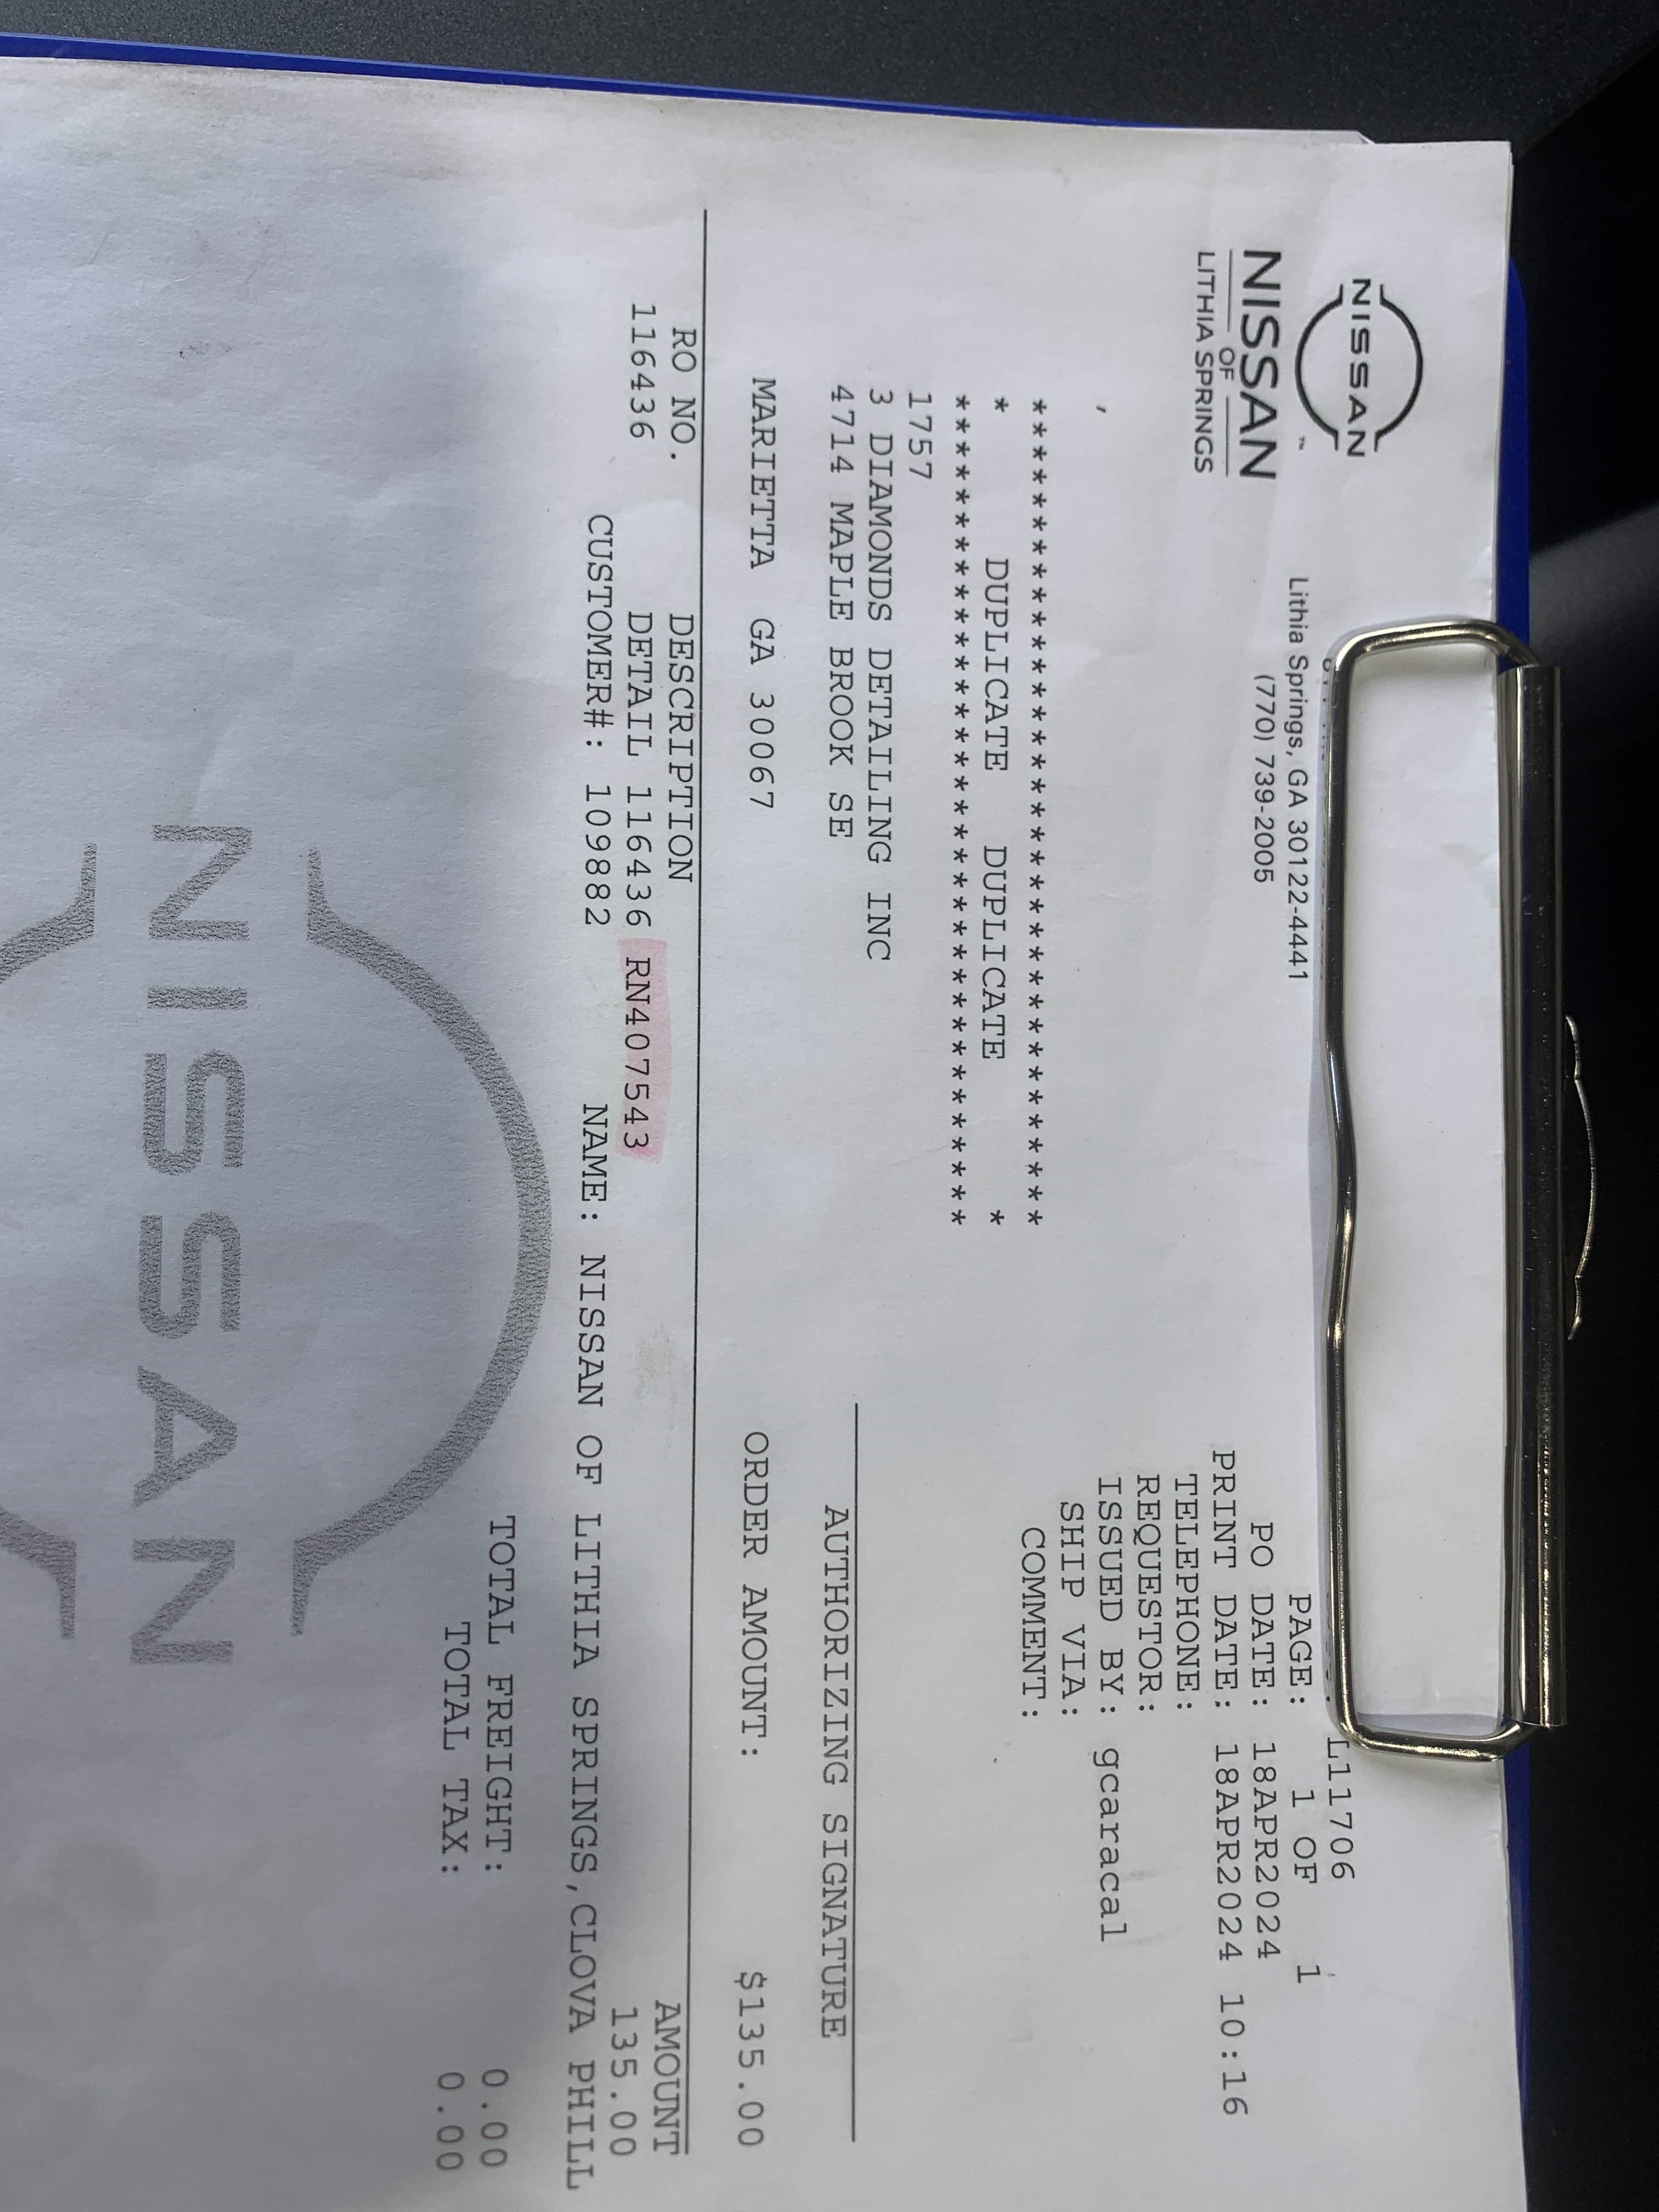 NISSAN
NISSAN
OF
LITHIA SPRINGS
Lithia Springs, GA 30122-4441
(770) 739-2005
L11706
PAGE: 1 OF 1
PO DATE: 18APR2024
PRINT DATE: 18APR2024 10:16
TELEPHONE:
REQUESTOR:
ISSUED BY: gcaracal
SHIP VIA:
COMMENT:
,
********************************
* DUPLICATE DUPLICATE *
********************************
1757
3 DIAMONDS DETAILING INC
4714 MAPLE BROOK SE
AUTHORIZING SIGNATURE
MARIETTA GA 30067 ORDER AMOUNT: $135.00
RO NO. DESCRIPTION AMOUNT
116436 DETAIL 116436 RN407543 135.00
CUSTOMER#: 109882 NAME: NISSAN OF LITHIA SPRINGS,CLOVA PHILL
TOTAL FREIGHT: 0.00
TOTAL TAX: 0.00
NISSAN